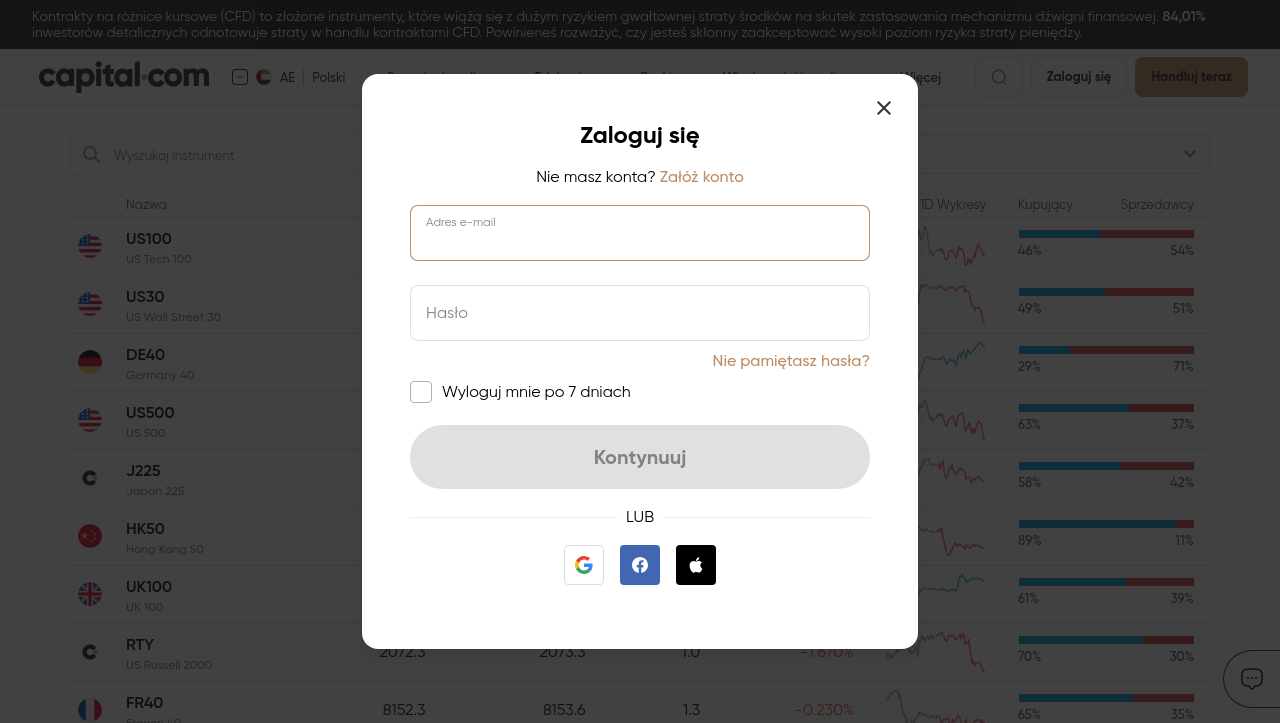 Kontrakty na różnice kursowe (CFD) to złożone instrumenty, które wiążą się z dużym ryzykiem gwałtownej straty środków na skutek zastosowania mechanizmu dźwigni finansowej. 84,01%
inwestorów detalicznych odnotowuje straty w handlu kontraktami CFD. Powinieneś rozważyć, czy jesteś skłonny zaakceptować wysoki poziom ryzyka straty pieniędzy.
capital.com AE Polski Więcej Zaloguj się Handluj teraz
Zaloguj się
Nie masz konta? Załóż konto
Adres e-mail
Hasło
Nie pamiętasz hasła?
Wyloguj mnie po 7 dniach
Kontynuuj
LUB
Wyszukaj instrument
Nazwa 1D Wykresy Kupujący Sprzedawcy
US100
US Tech 100 46% 54%
US30
US Wall Street 30 49% 51%
DE40
Germany 40 29% 71%
US500
US 500 63% 37%
J225
Japan 225 58% 42%
HK50
Hong Kong 50 89% 11%
UK100
UK 100 61% 39%
RTY
US Russell 2000 2072.3 2073.3 1.0 -1.670% 70% 30%
FR40
France 40 8152.3 8153.6 1.3 -0.230% 65% 35%